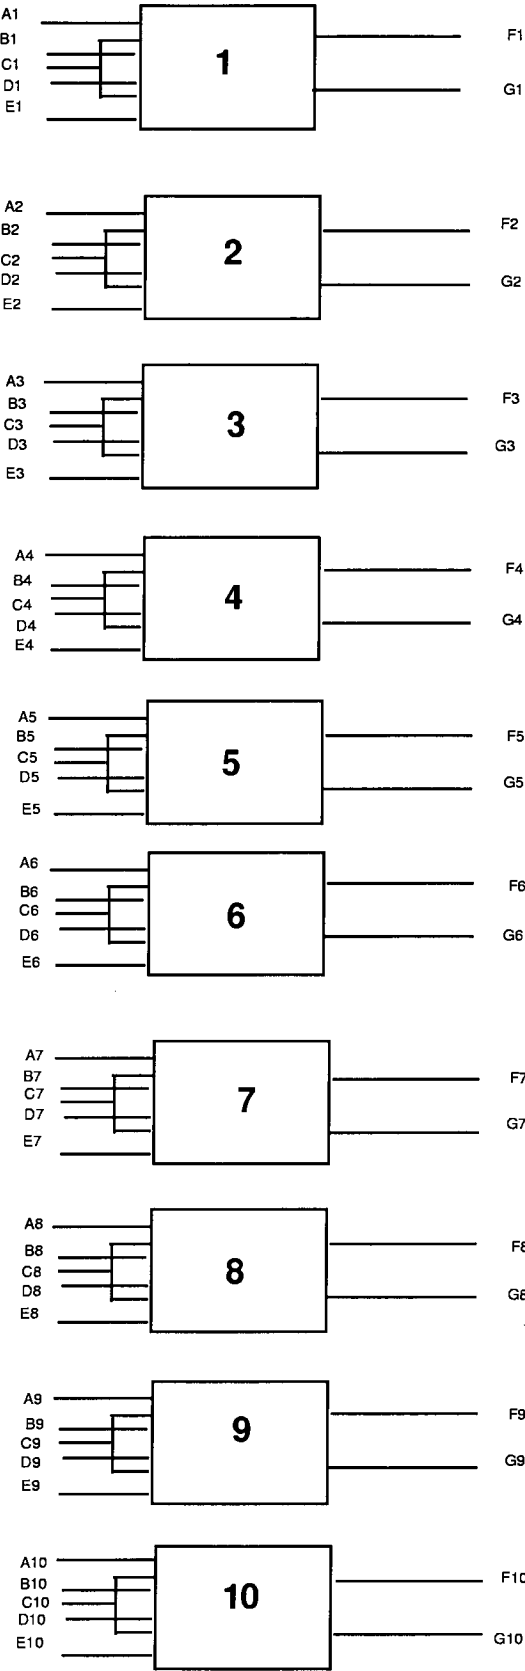 A1 F1
B1
1
C1
D1 G1
E1
A2
B2 F2
2
C2
D2 G2
E2
A3
B3 F3
C3 3
D3 G3
E3
A4
B4 F4
C4 4
D4 G4
E4
A5
B5 F5
C5 5
D5 G5
E5
A6
B6 F6
C6 6
D6 G6
E6
A7
B7 F7
C7 7
D7 G7
E7
A8
B8 F8
C8 8
D8 G8
E8
A9
B9 F9
C9 9
D9 G9
E9
A10
B10 F10
C10 10
D10
E10 G10